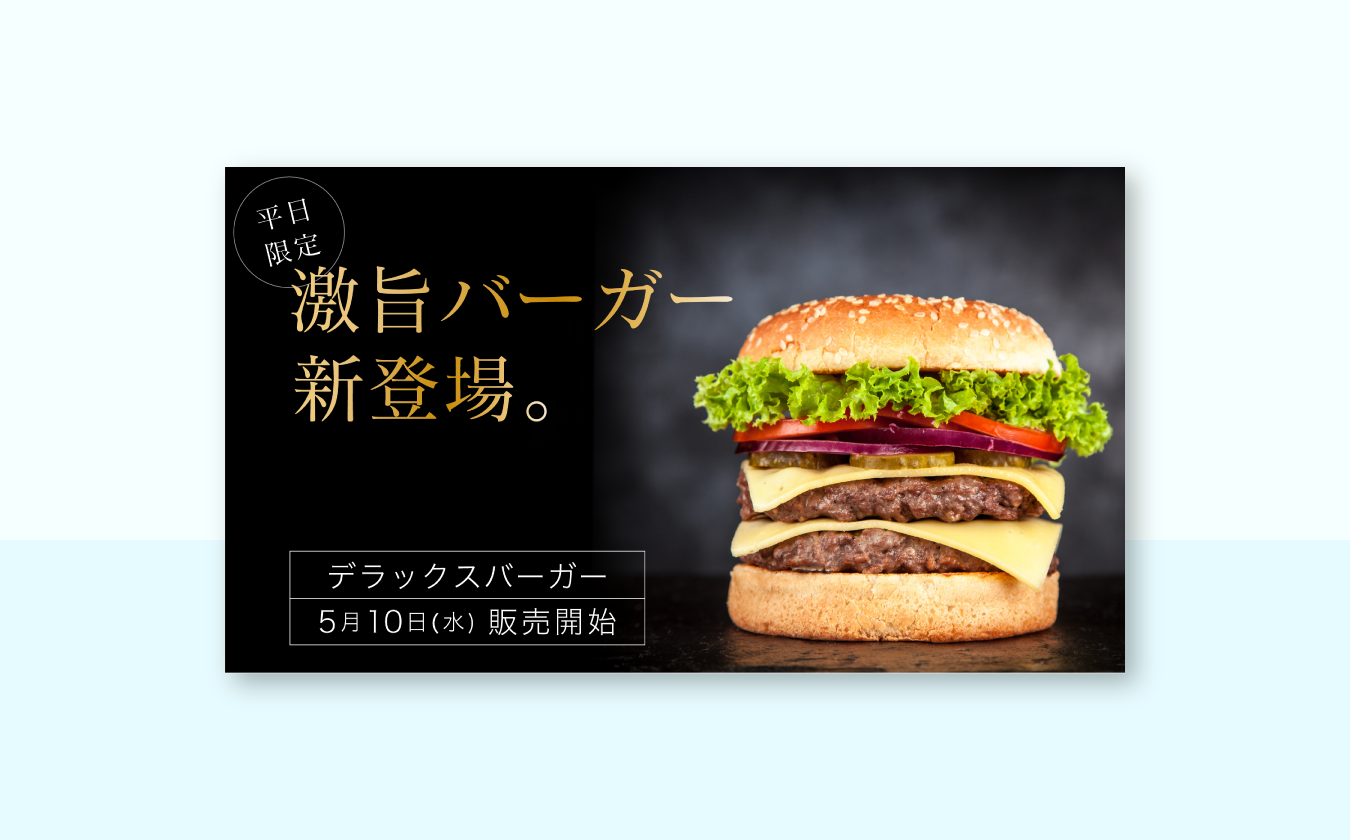 平日
限定
激旨バーガー
新登場。
デラックスバーガー
5月10日(水) 販売開始